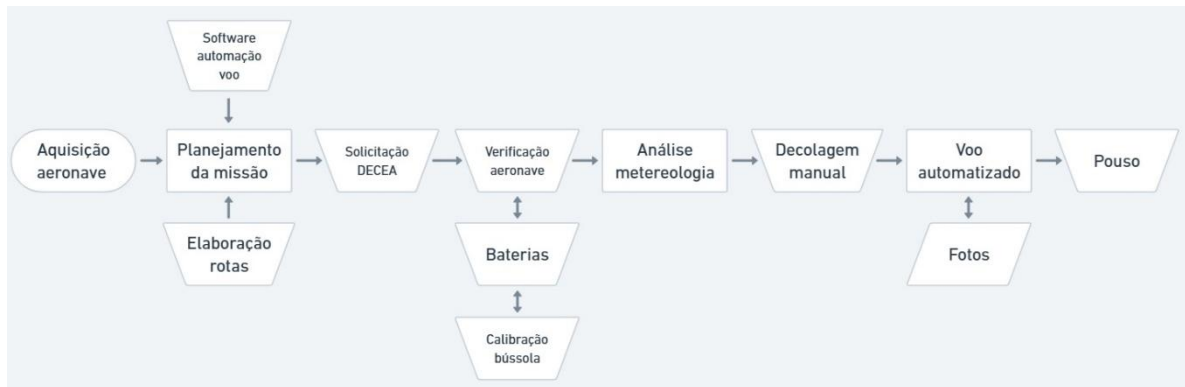 Software
automação
voo
Aquisição
aeronave
Planejamento
da missão
Solicitação
DECEA
Verificação
aeronave
Análise
metereologia
Decolagem
manual
Voo
automatizado
Pouso
Elaboração
rotas
Baterias
Fotos
Calibração
bússola